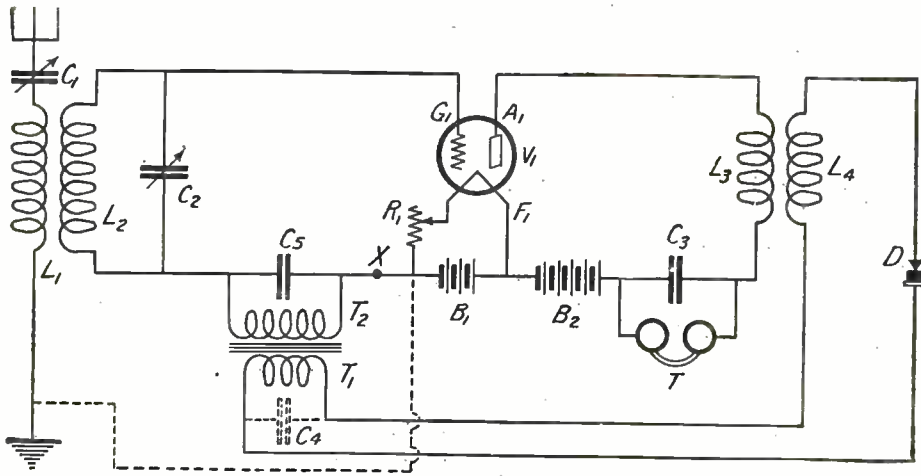 C₁
G₁
A₁
V₁
L₃
L₄
C₂
L₂
R₁
F₁
C₅
X
C₃
D
L₁
B₁
B₂
T₂
T₁
T
C₄